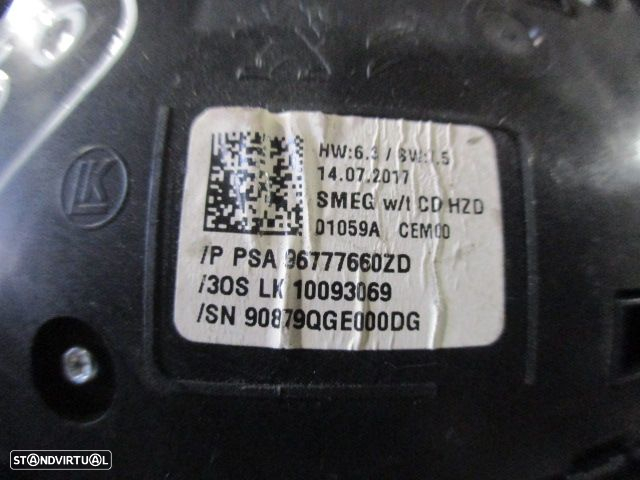 HW:6.3 / SW:7.5
14.07.2017
SMEG w/t CD HZD
01059A CEM00
/P PSA 96777660ZD
/30S LK 10093069
/SN 90879QGE000DG
LK
STANDVIRTUAL